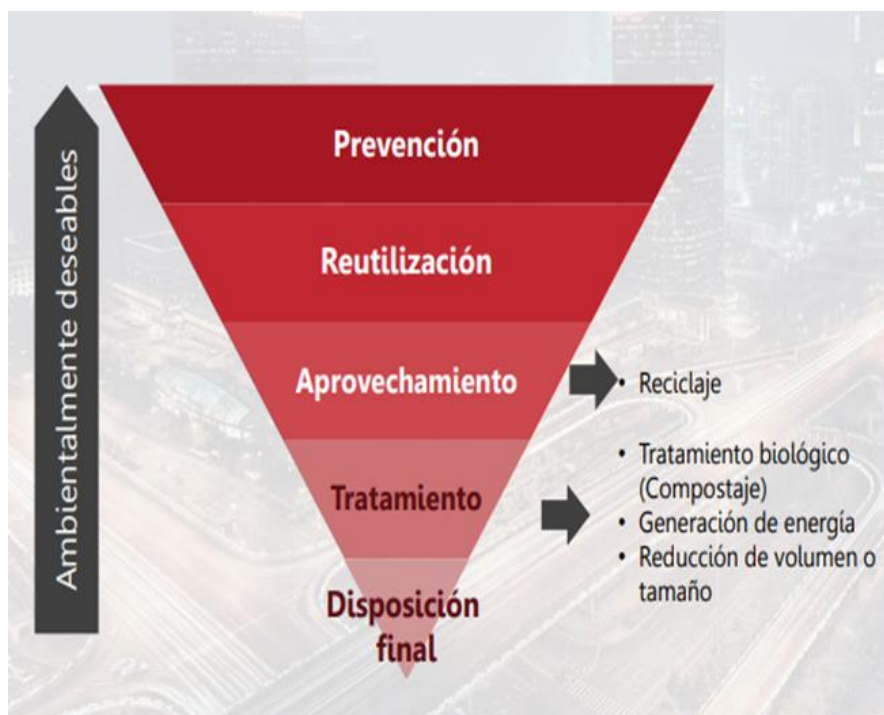 Ambientalmente deseables
Prevención
Reutilización
Aprovechamiento
• Reciclaje
Tratamiento
• Tratamiento biológico
(Compostaje)
• Generación de energía
• Reducción de volumen o
tamaño
Disposición
final